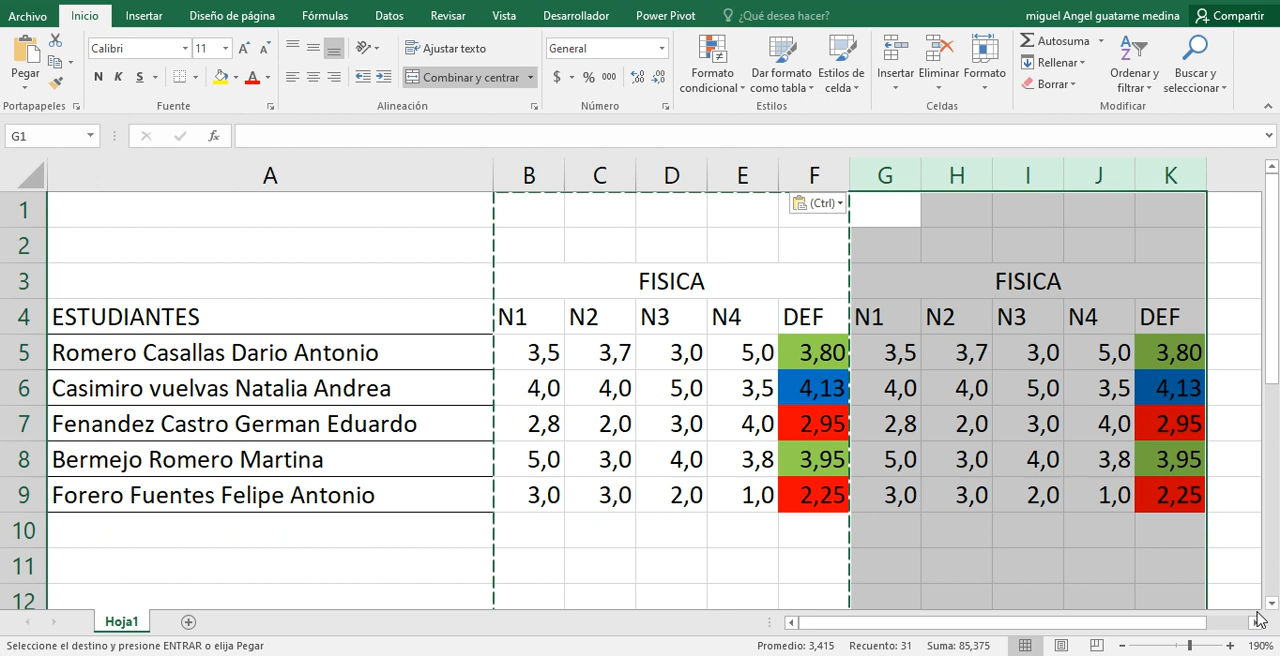 Archivo Inicio Insertar Diseño de página Fórmulas Datos Revisar Vista Desarrollador Power Pivot ¿Qué desea hacer? miguel Angel guatame medina Compartir
Pegar Calibri 11 Ajustar texto General Formato condicional Dar formato como tabla Estilos de celda Insertar Eliminar Formato Autosuma Ordenar y filtrar Buscar y seleccionar
Rellenar
N K S Combinar y centrar $ % 000 Borrar
Portapapeles Fuente Alineación Número Estilos Celdas Modificar
G1 fx
A B C D E F G H I J K
1 (Ctrl)
2
3 FISICA FISICA
4 ESTUDIANTES N1 N2 N3 N4 DEF N1 N2 N3 N4 DEF
5 Romero Casallas Dario Antonio 3,5 3,7 3,0 5,0 3,80 3,5 3,7 3,0 5,0 3,80
6 Casimiro vuelvas Natalia Andrea 4,0 4,0 5,0 3,5 4,13 4,0 4,0 5,0 3,5 4,13
7 Fenandez Castro German Eduardo 2,8 2,0 3,0 4,0 2,95 2,8 2,0 3,0 4,0 2,95
8 Bermejo Romero Martina 5,0 3,0 4,0 3,8 3,95 5,0 3,0 4,0 3,8 3,95
9 Forero Fuentes Felipe Antonio 3,0 3,0 2,0 1,0 2,25 3,0 3,0 2,0 1,0 2,25
10
11
12
Hoja1
Seleccione el destino y presione ENTRAR o elija Pegar Promedio: 3,415 Recuento: 31 Suma: 85,375 190%